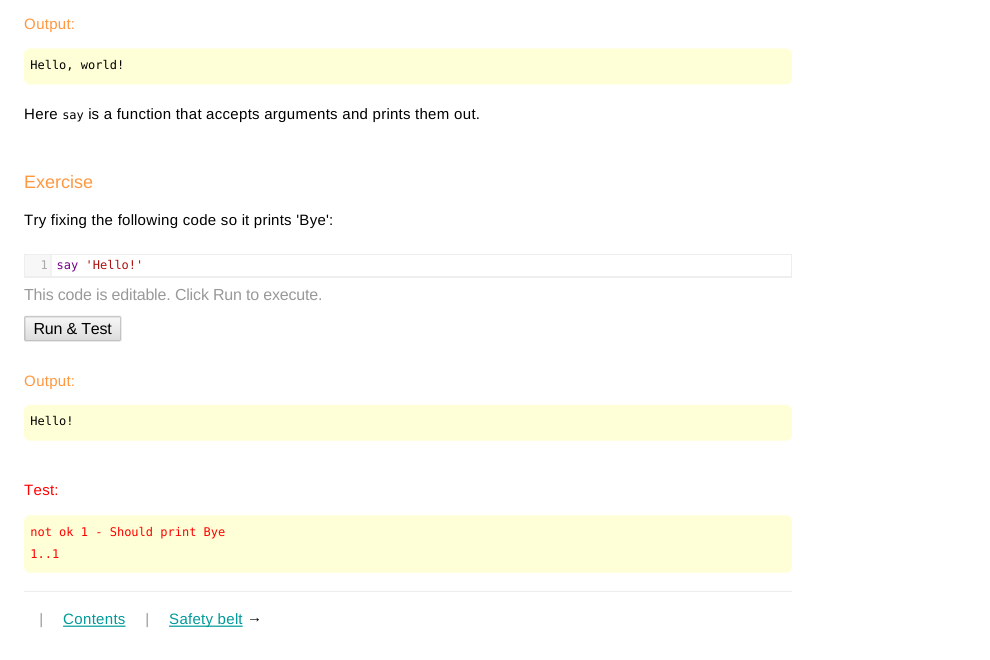 Output:
Hello, world!
Here say is a function that accepts arguments and prints them out.
Exercise
Try fixing the following code so it prints 'Bye':
1 say 'Hello!'
This code is editable. Click Run to execute.
Run & Test
Output:
Hello!
Test:
not ok 1 - Should print Bye
1..1
| Contents | Safety belt →